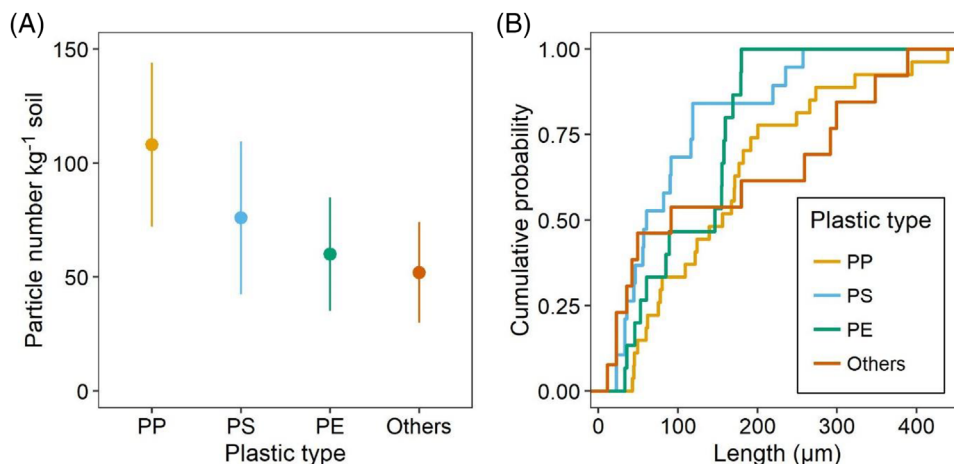 (A)
Particle number kg⁻¹ soil
150
100
50
0
PP PS PE Others
Plastic type
(B)
Cumulative probability
1.00
0.75
0.50
0.25
0.00
Plastic type
PP
PS
PE
Others
0 100 200 300 400
Length (µm)